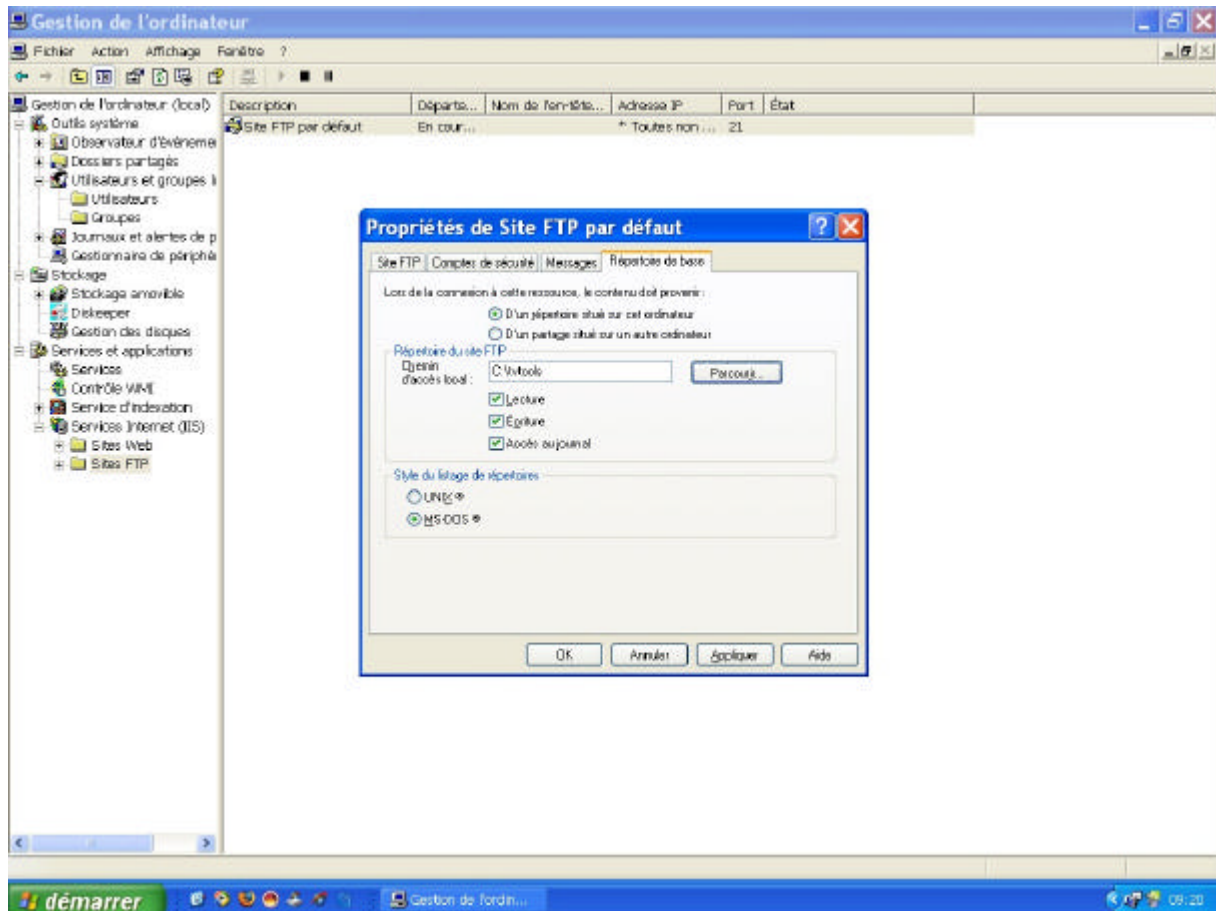 Gestion de l'ordinateur
Fichier Action Affichage Fenêtre ?
Gestion de l'ordinateur (local)
Outils système
Observateur d'événeme
Dossiers partagés
Utilisateurs et groupes l
Utilisateurs
Groupes
Journaux et alertes de p
Gestionnaire de périphé
Stockage
Stockage amovible
Diskeeper
Gestion des disques
Services et applications
Services
Contrôle WMI
Service d'indexation
Services Internet (IIS)
Sites Web
Sites FTP
Description Départe... Nom de l'en-tête... Adresse IP Port État
Site FTP par défaut En cour... * Toutes non ... 21
Propriétés de Site FTP par défaut
Site FTP Comptes de sécurité Messages Répertoire de base
Lors de la connexion à cette ressource, le contenu doit provenir :
D'un répertoire situé sur cet ordinateur
D'un partage situé sur un autre ordinateur
Répertoire du site FTP
Chemin
d'accès local :
Parcourir...
Lecture
Écriture
Accès au journal
Style du listage de répertoires
UNIX ®
MS-DOS ®
OK Annuler Appliquer Aide
démarrer Gestion de l'ordin... 09:20